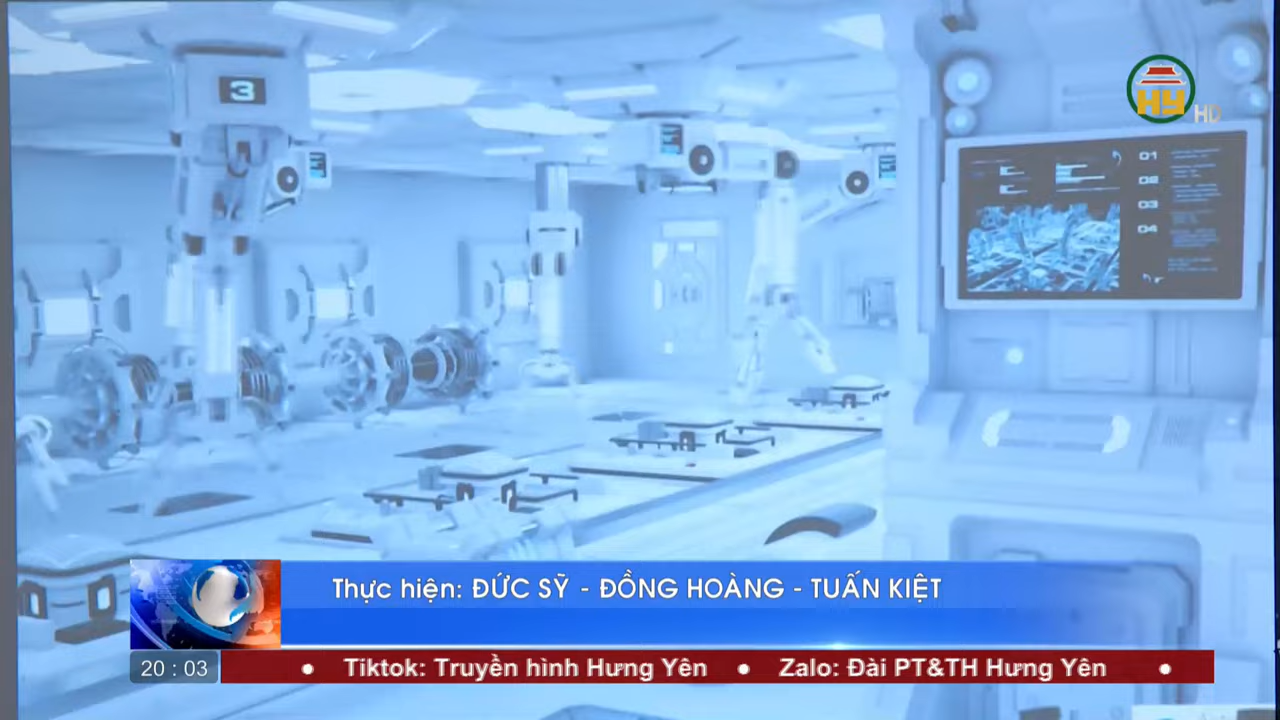 3
HY HD
01
02
03
04
Thực hiện: ĐỨC SỸ - ĐỒNG HOÀNG - TUẤN KIỆT
20 : 03
• Tiktok: Truyền hình Hưng Yên • Zalo: Đài PT&TH Hưng Yên •